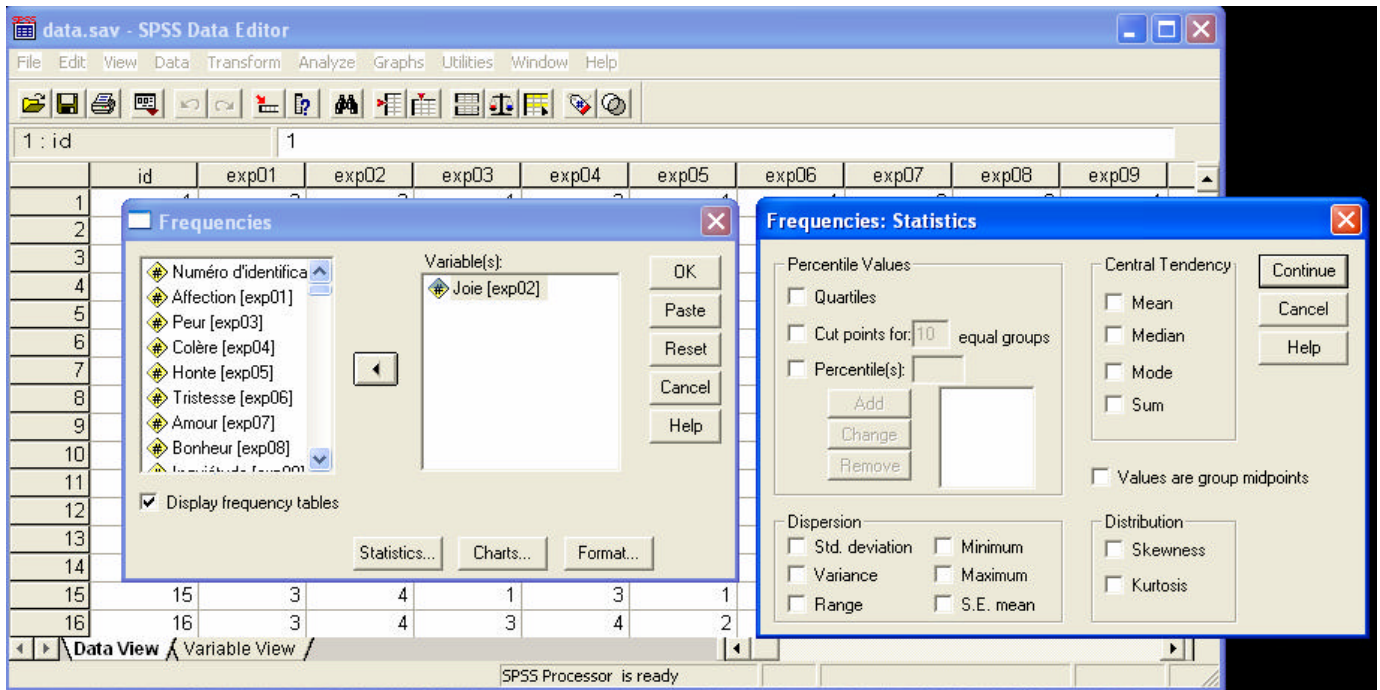 SPSS
data.sav - SPSS Data Editor
File Edit View Data Transform Analyze Graphs Utilities Window Help
1 : id 1
id exp01 exp02 exp03 exp04 exp05 exp06 exp07 exp08 exp09
1
2
3
4
5
6
7
8
9
10
11
12
13
14
15 15 3 4 1 3 1
16 16 3 4 3 4 2
Data View Variable View
SPSS Processor is ready
Frequencies
Numéro d'identifica
Affection [exp01]
Peur [exp03]
Colère [exp04]
Honte [exp05]
Tristesse [exp06]
Amour [exp07]
Bonheur [exp08]
Variable(s):
Joie [exp02]
OK
Paste
Reset
Cancel
Help
Display frequency tables
Statistics... Charts... Format...
Frequencies: Statistics
Percentile Values
Quartiles
Cut points for: 10 equal groups
Percentile(s):
Add
Change
Remove
Central Tendency
Mean
Median
Mode
Sum
Continue
Cancel
Help
Values are group midpoints
Dispersion
Std. deviation Minimum
Variance Maximum
Range S.E. mean
Distribution
Skewness
Kurtosis